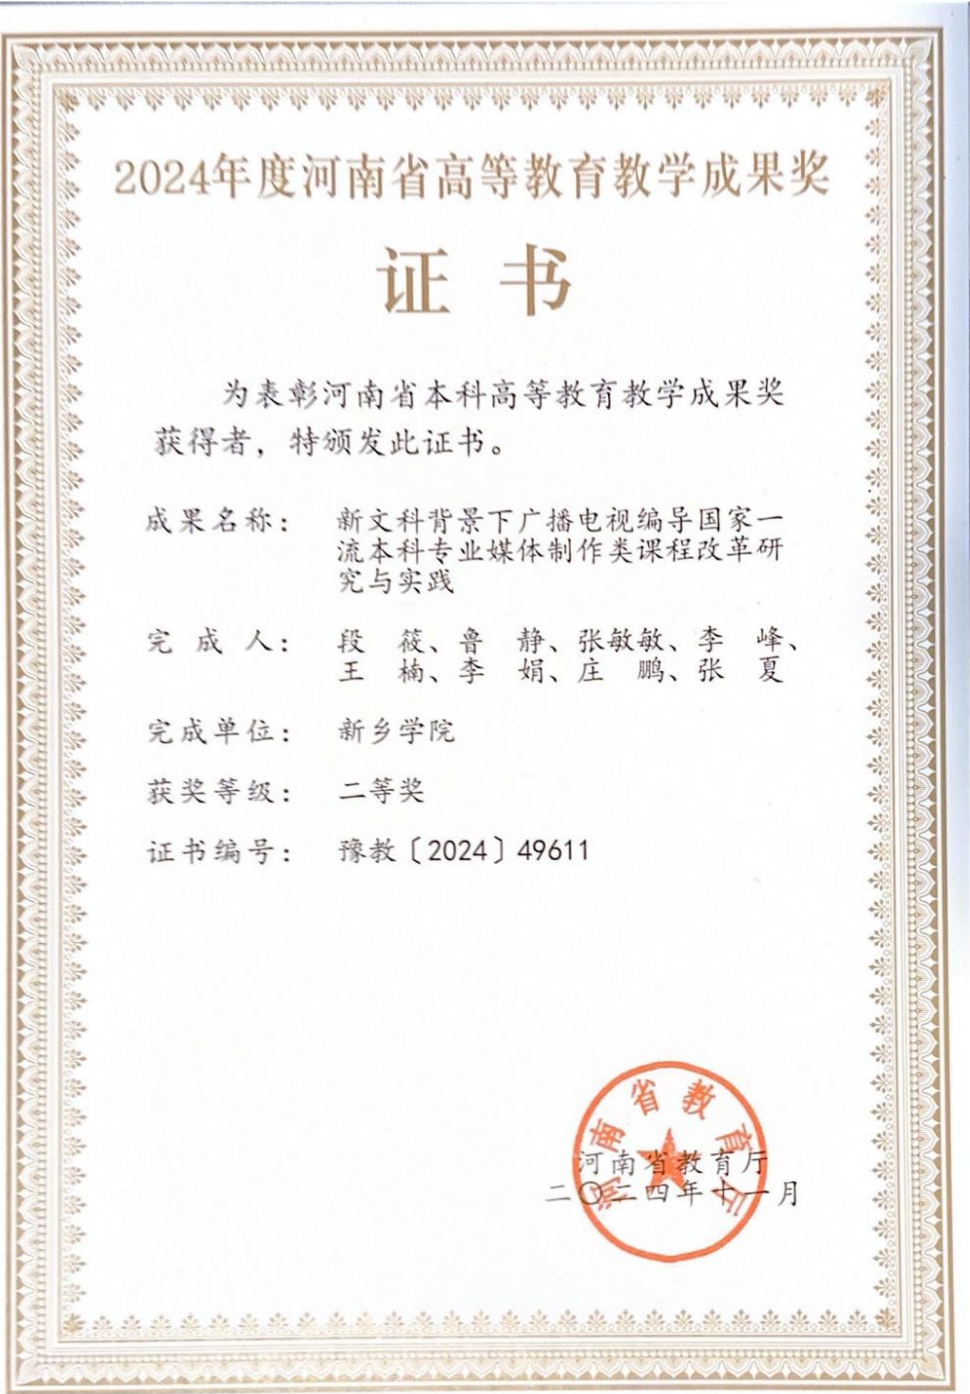 2024年度河南省高等教育教学成果奖
证书
为表彰河南省本科高等教育教学成果奖
获得者，特颁发此证书。
成果名称：新文科背景下广播电视编导国家一
流本科专业媒体制作类课程改革研
究与实践
完成人：段筱、鲁静、张敏敏、李峰、
王楠、李娟、庄鹏、张夏
完成单位：新乡学院
获奖等级：二等奖
证书编号：豫教〔2024〕49611
河南省教育厅
河南省教育厅
二〇二四年十一月